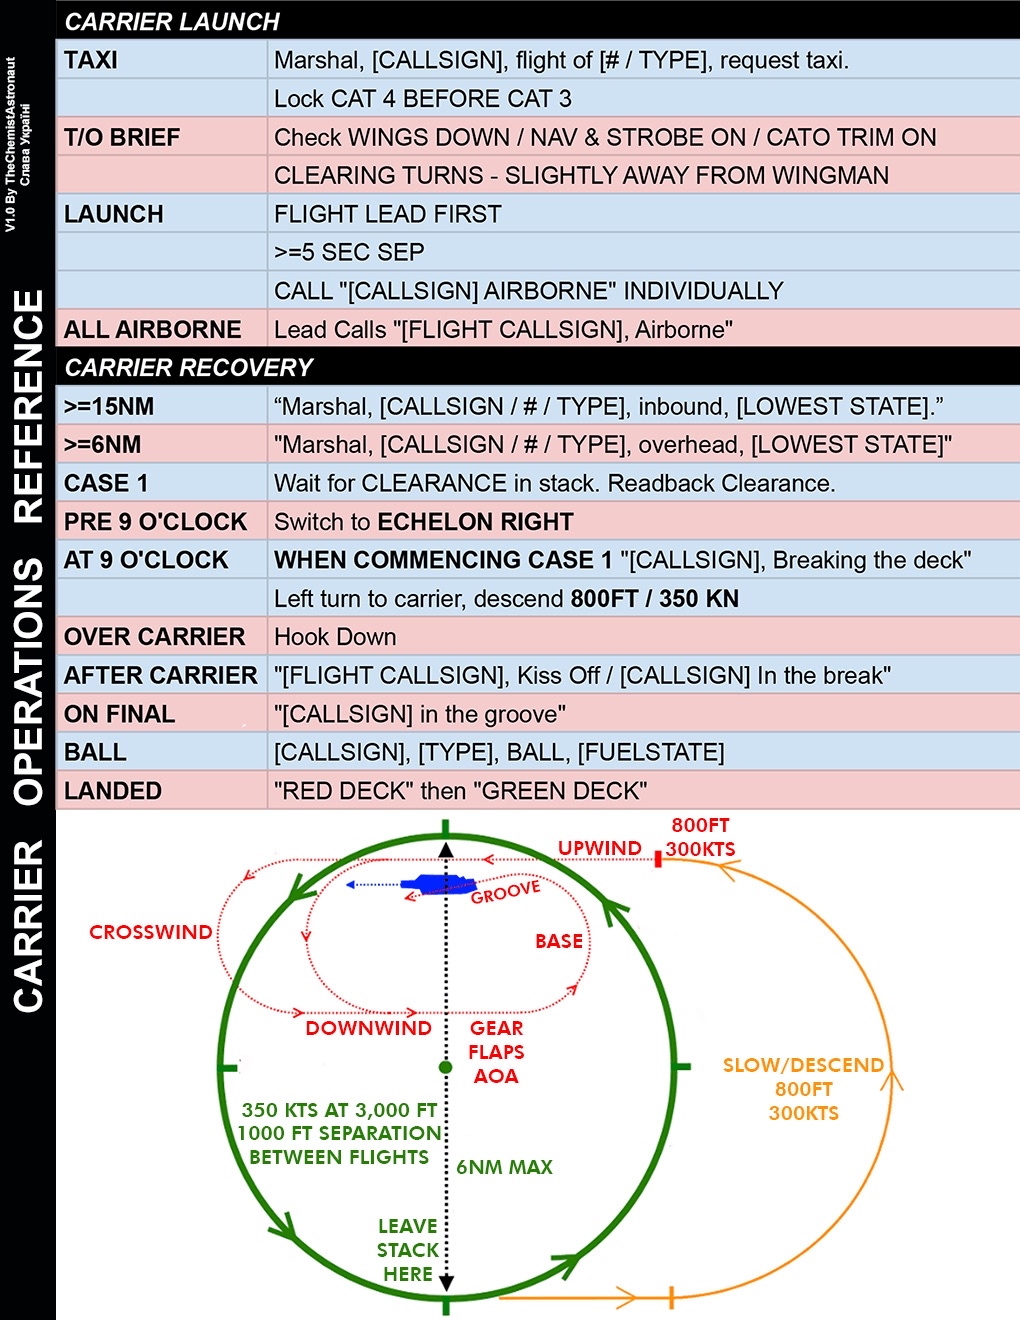 CARRIER LAUNCH
TAXI Marshal, [CALLSIGN], flight of [# / TYPE], request taxi.
Lock CAT 4 BEFORE CAT 3
T/O BRIEF Check WINGS DOWN / NAV & STROBE ON / CATO TRIM ON
CLEARING TURNS - SLIGHTLY AWAY FROM WINGMAN
LAUNCH FLIGHT LEAD FIRST
>=5 SEC SEP
CALL "[CALLSIGN] AIRBORNE" INDIVIDUALLY
ALL AIRBORNE Lead Calls "[FLIGHT CALLSIGN], Airborne"
CARRIER RECOVERY
>=15NM “Marshal, [CALLSIGN / # / TYPE], inbound, [LOWEST STATE].”
>=6NM "Marshal, [CALLSIGN / # / TYPE], overhead, [LOWEST STATE]"
CASE 1 Wait for CLEARANCE in stack. Readback Clearance.
PRE 9 O'CLOCK Switch to ECHELON RIGHT
AT 9 O'CLOCK WHEN COMMENCING CASE 1 "[CALLSIGN], Breaking the deck"
Left turn to carrier, descend 800FT / 350 KN
OVER CARRIER Hook Down
AFTER CARRIER "[FLIGHT CALLSIGN], Kiss Off / [CALLSIGN] In the break"
ON FINAL "[CALLSIGN] in the groove"
BALL [CALLSIGN], [TYPE], BALL, [FUELSTATE]
LANDED "RED DECK" then "GREEN DECK"
V1.0 By TheChemistAstronaut
Слава Україні
CARRIER OPERATIONS REFERENCE
800FT
300KTS
UPWIND
GROOVE
CROSSWIND
BASE
DOWNWIND
GEAR
FLAPS
AOA
SLOW/DESCEND
800FT
300KTS
350 KTS AT 3,000 FT
1000 FT SEPARATION
BETWEEN FLIGHTS
6NM MAX
LEAVE
STACK
HERE